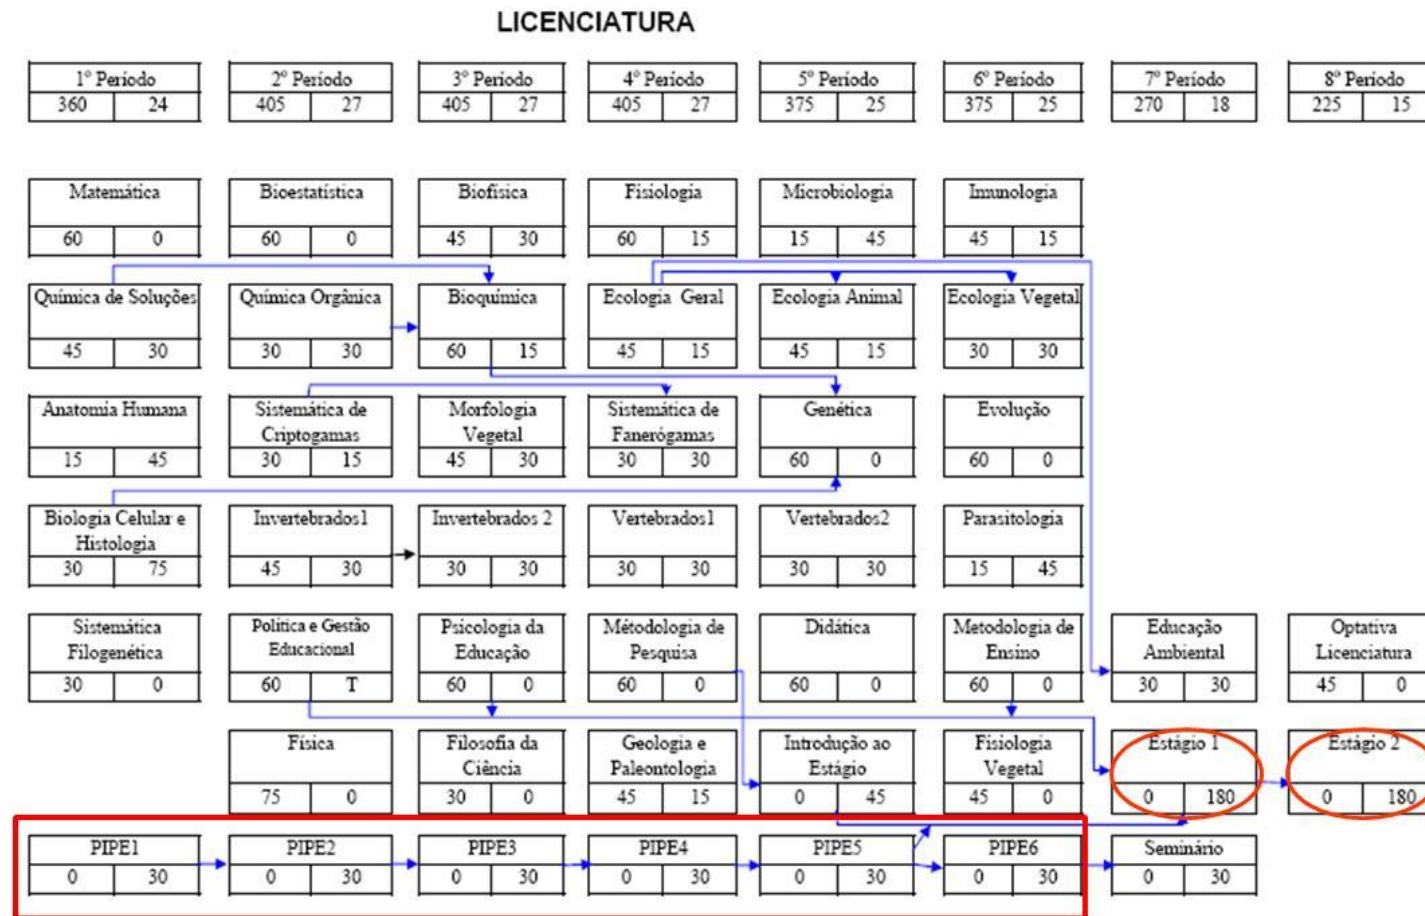 LICENCIATURA
1º Período 2º Período 3º Período 4º Período 5º Período 6º Período 7º Período 8º Período
360 24 405 27 405 27 405 27 375 25 375 25 270 18 225 15
Matemática Bioestatística Biofísica Fisiologia Microbiologia Imunologia
60 0 60 0 45 30 60 15 15 45 45 15
Química de Soluções Química Orgânica Bioquímica Ecologia Geral Ecologia Animal Ecologia Vegetal
45 30 30 30 60 15 45 15 45 15 30 30
Anatomia Humana Sistemática de Morfologia Sistemática de Genética Evolução
Criptogamas Vegetal Fanerógamas
15 45 30 15 45 30 30 30 60 0 60 0
Biologia Celular e Invertebrados1 Invertebrados 2 Vertebrados1 Vertebrados2 Parasitologia
Histologia
30 75 45 30 30 30 30 30 30 30 15 45
Sistemática Política e Gestão Psicologia da Métodologia de Didática Metodologia de Educação Optativa
Filogenética Educacional Educação Pesquisa Ensino Ambiental Licenciatura
30 0 60 T 60 0 60 0 60 0 60 0 30 30 45 0
Física Filosofia da Geologia e Introdução ao Fisiologia Estágio 1 Estágio 2
Ciência Paleontologia Estágio Vegetal
75 0 30 0 45 15 0 45 45 0 0 180 0 180
PIPE1 PIPE2 PIPE3 PIPE4 PIPE5 PIPE6 Seminário
0 30 0 30 0 30 0 30 0 30 0 30 0 30